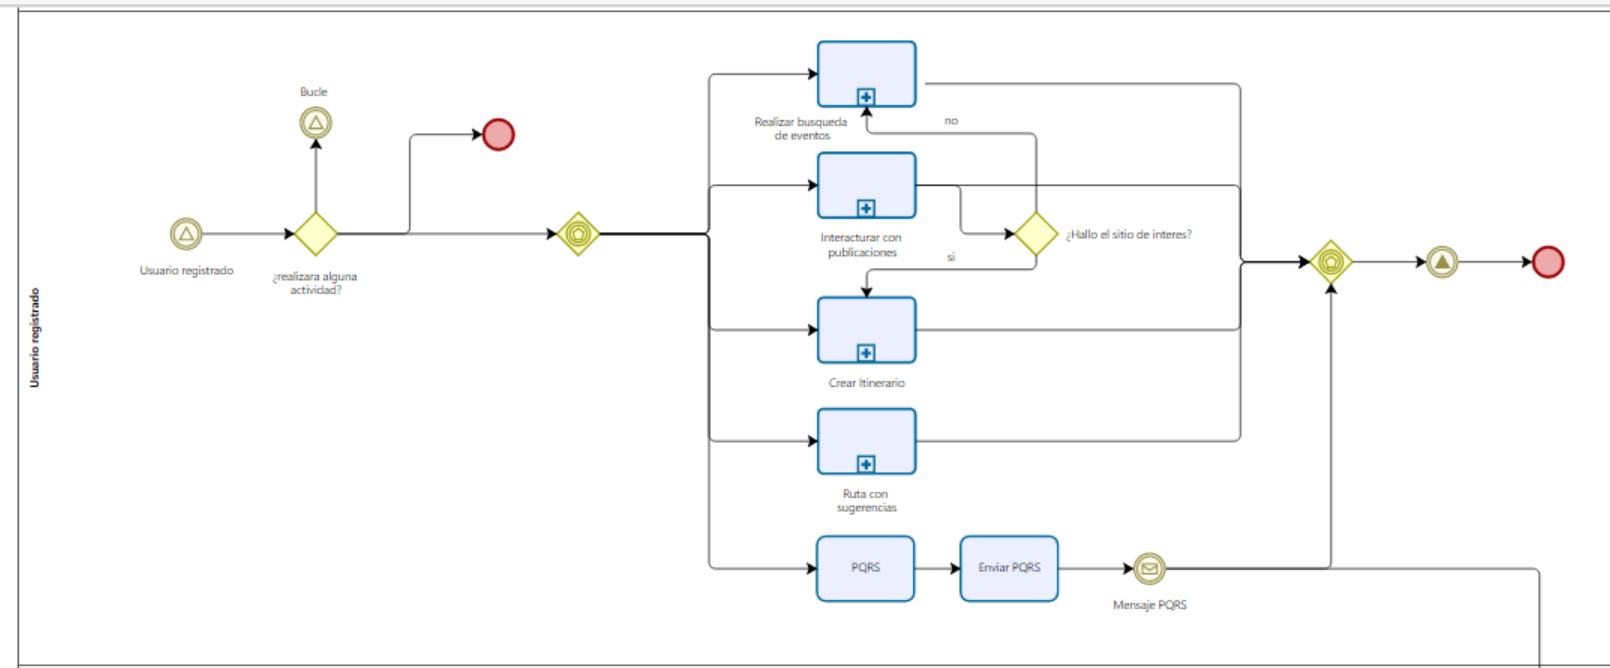 Usuario registrado
Bucle
Usuario registrado
¿realizara alguna
actividad?
Realizar busqueda
de eventos
no
Interacturar con
publicaciones
¿Hallo el sitio de interes?
si
Crear Itinerario
Ruta con
sugerencias
PQRS
Enviar PQRS
Mensaje PQRS